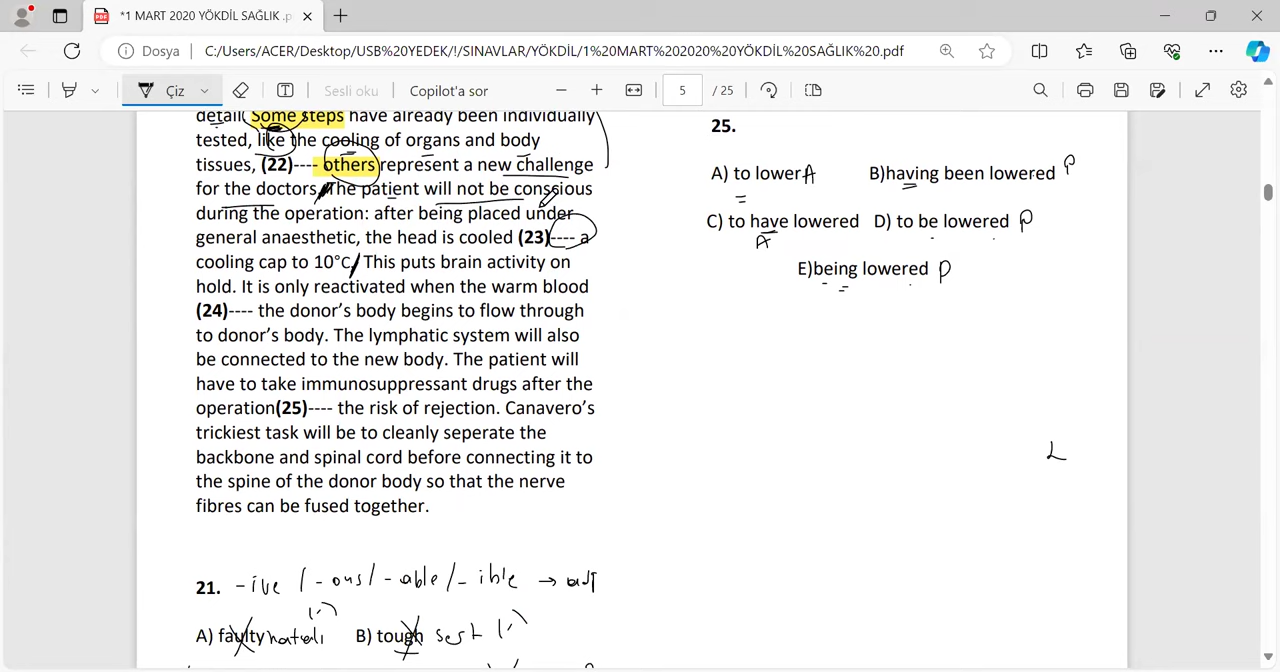 *1 MART 2020 YÖKDİL SAĞLIK .p
Dosya C:/Users/ACER/Desktop/USB%20YEDEK/!/SINAVLAR/YÖKDİL/1%20MART%202020%20YÖKDİL%20SAĞLIK%20.pdf
Çiz Sesli oku Copilot'a sor 5 / 25
detail. Some steps have already been individually
tested, like the cooling of organs and body
tissues, (22)---- others represent a new challenge
for the doctors. The patient will not be conscious
during the operation: after being placed under
general anaesthetic, the head is cooled (23)---- a
cooling cap to 10°C. This puts brain activity on
hold. It is only reactivated when the warm blood
(24)---- the donor's body begins to flow through
to donor's body. The lymphatic system will also
be connected to the new body. The patient will
have to take immunosuppressant drugs after the
operation(25)---- the risk of rejection. Canavero's
trickiest task will be to cleanly seperate the
backbone and spinal cord before connecting it to
the spine of the donor body so that the nerve
fibres can be fused together.
21. -ive / -ous / -able / -ible → adj
A) faulty hatalı B) tough sert
25.
A) to lower A B)having been lowered P
C) to have lowered D) to be lowered P
A
E)being lowered P
L